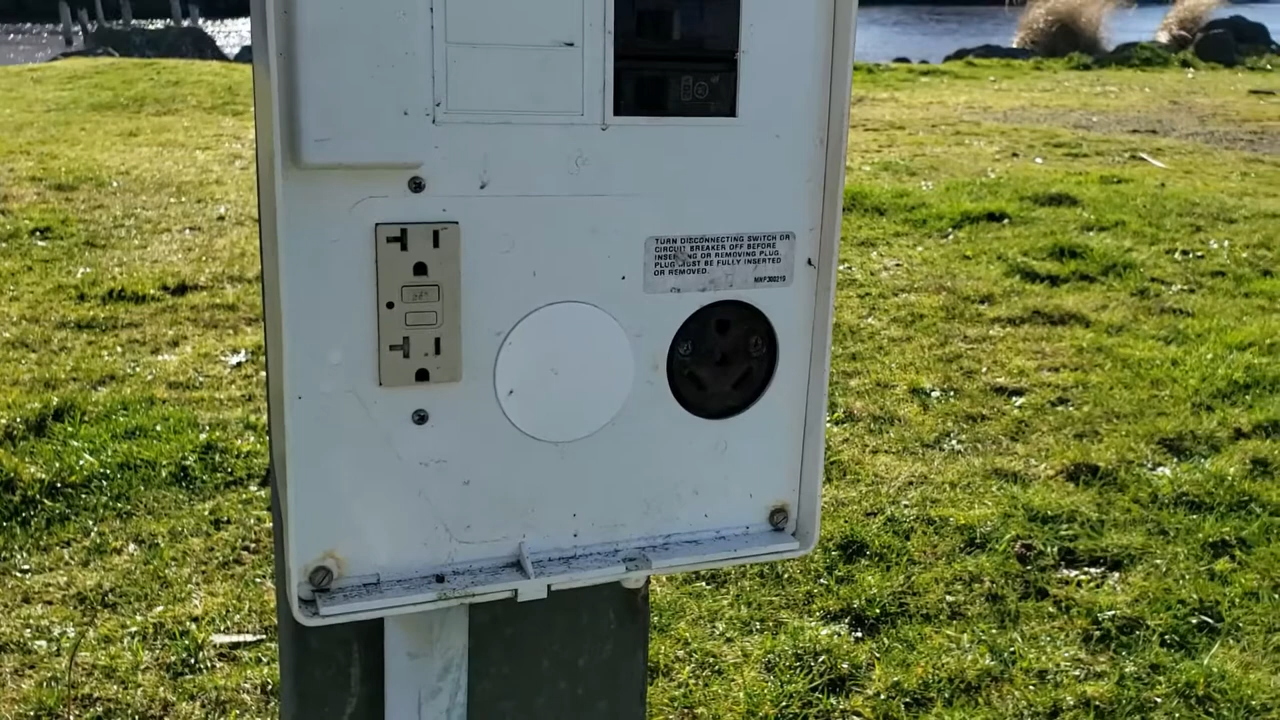 TURN DISCONNECTING SWITCH OR
CIRCUIT BREAKER OFF BEFORE
INSERTING OR REMOVING PLUG.
PLUG MUST BE FULLY INSERTED
OR REMOVED.